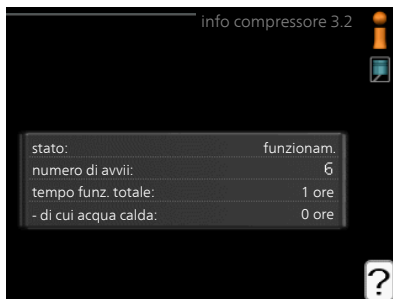 info compressore 3.2
stato: funzionam.
numero di avvii: 6
tempo funz. totale: 1 ore
- di cui acqua calda: 0 ore
?